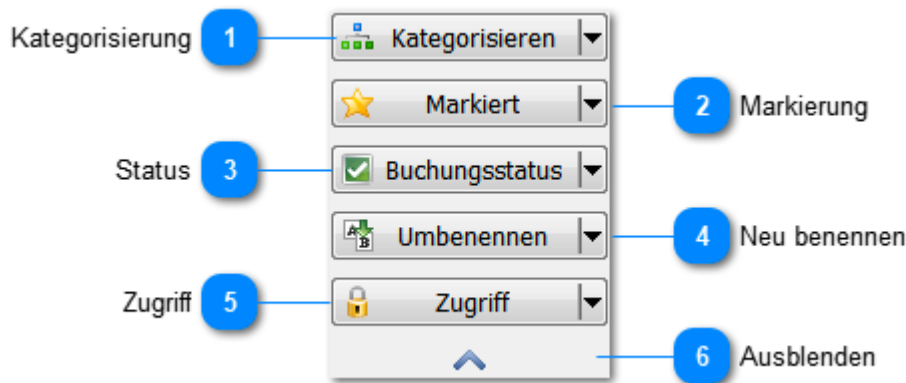 Kategorisierung 1 Kategorisieren
Markiert 2 Markierung
Status 3 Buchungsstatus
Umbenennen 4 Neu benennen
Zugriff 5 Zugriff
6 Ausblenden